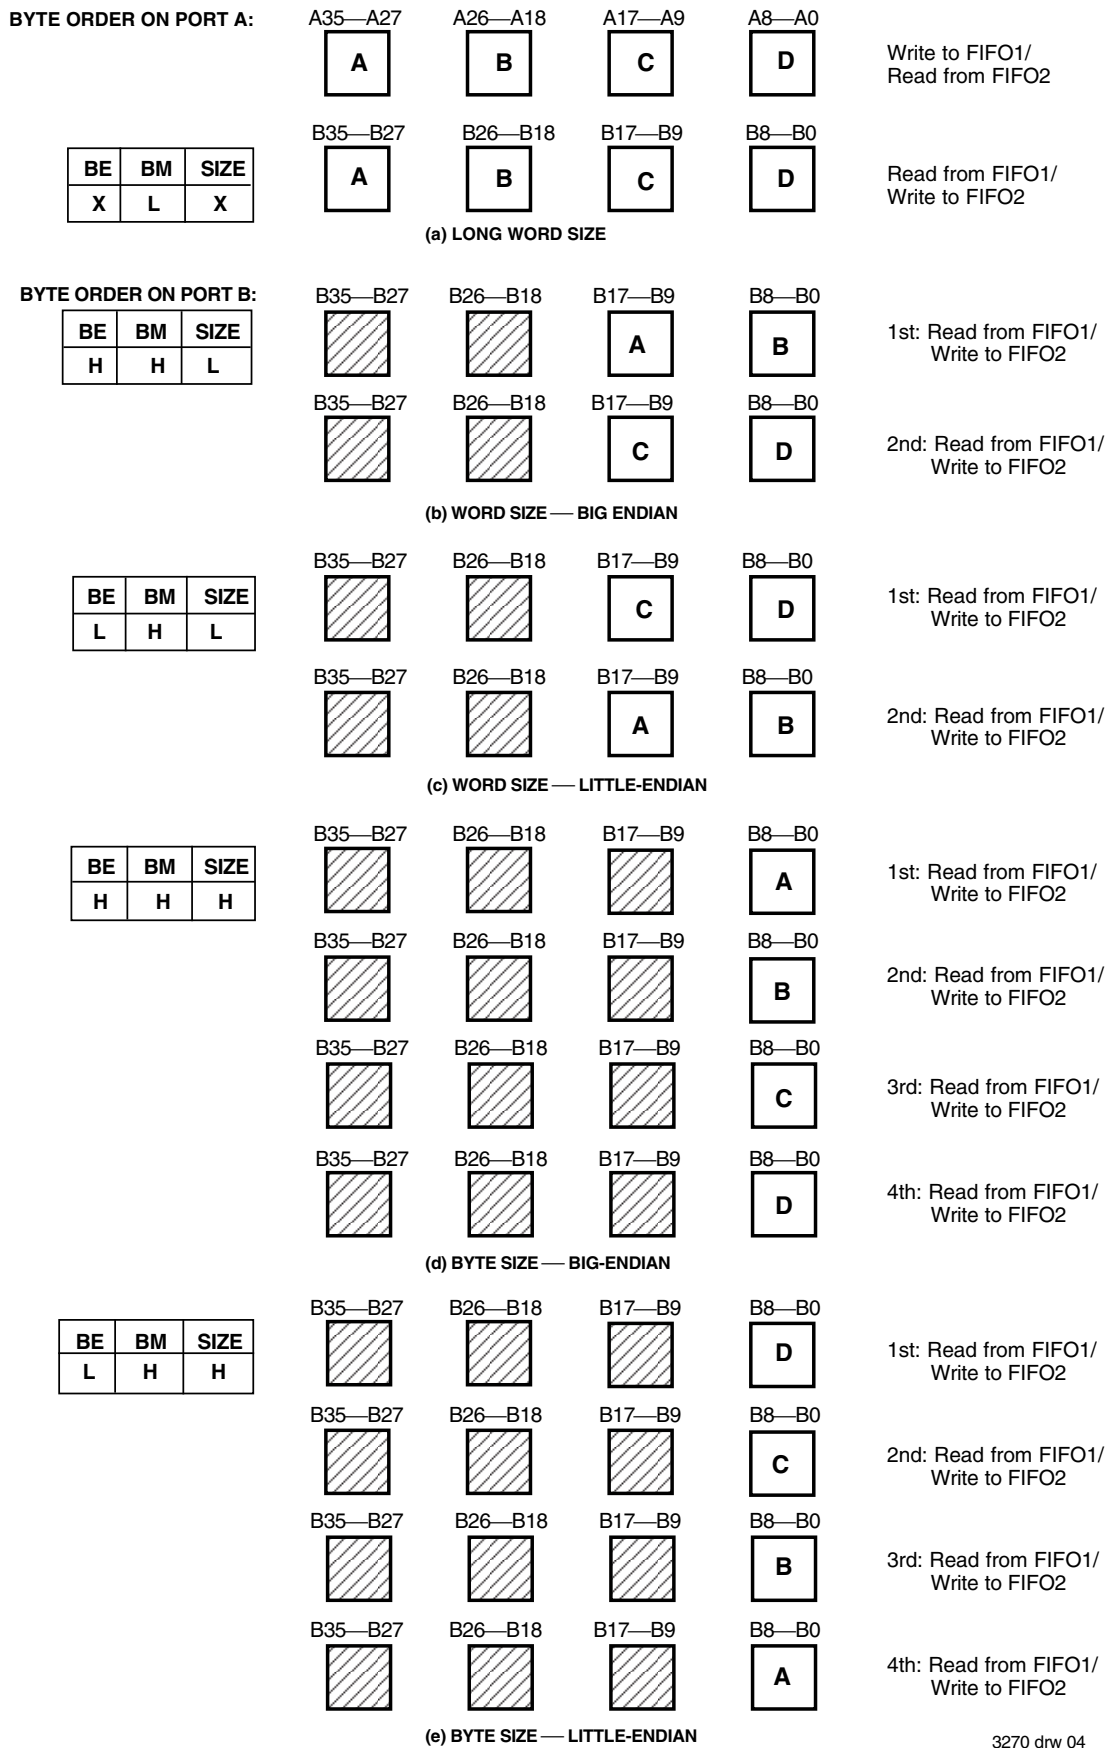 BYTE ORDER ON PORT A:
A35—A27 A26—A18 A17—A9 A8—A0
A B C D
Write to FIFO1/
Read from FIFO2
B35—B27 B26—B18 B17—B9 B8—B0
BE BM SIZE
X L X
A B C D
Read from FIFO1/
Write to FIFO2
(a) LONG WORD SIZE
BYTE ORDER ON PORT B:
B35—B27 B26—B18 B17—B9 B8—B0
BE BM SIZE
H H L
A B
1st: Read from FIFO1/
Write to FIFO2
B35—B27 B26—B18 B17—B9 B8—B0
C D
2nd: Read from FIFO1/
Write to FIFO2
(b) WORD SIZE — BIG ENDIAN
B35—B27 B26—B18 B17—B9 B8—B0
BE BM SIZE
L H L
C D
1st: Read from FIFO1/
Write to FIFO2
B35—B27 B26—B18 B17—B9 B8—B0
A B
2nd: Read from FIFO1/
Write to FIFO2
(c) WORD SIZE — LITTLE-ENDIAN
B35—B27 B26—B18 B17—B9 B8—B0
BE BM SIZE
H H H
A
1st: Read from FIFO1/
Write to FIFO2
B35—B27 B26—B18 B17—B9 B8—B0
B
2nd: Read from FIFO1/
Write to FIFO2
B35—B27 B26—B18 B17—B9 B8—B0
C
3rd: Read from FIFO1/
Write to FIFO2
B35—B27 B26—B18 B17—B9 B8—B0
D
4th: Read from FIFO1/
Write to FIFO2
(d) BYTE SIZE — BIG-ENDIAN
B35—B27 B26—B18 B17—B9 B8—B0
BE BM SIZE
L H H
D
1st: Read from FIFO1/
Write to FIFO2
B35—B27 B26—B18 B17—B9 B8—B0
C
2nd: Read from FIFO1/
Write to FIFO2
B35—B27 B26—B18 B17—B9 B8—B0
B
3rd: Read from FIFO1/
Write to FIFO2
B35—B27 B26—B18 B17—B9 B8—B0
A
4th: Read from FIFO1/
Write to FIFO2
(e) BYTE SIZE — LITTLE-ENDIAN
3270 drw 04